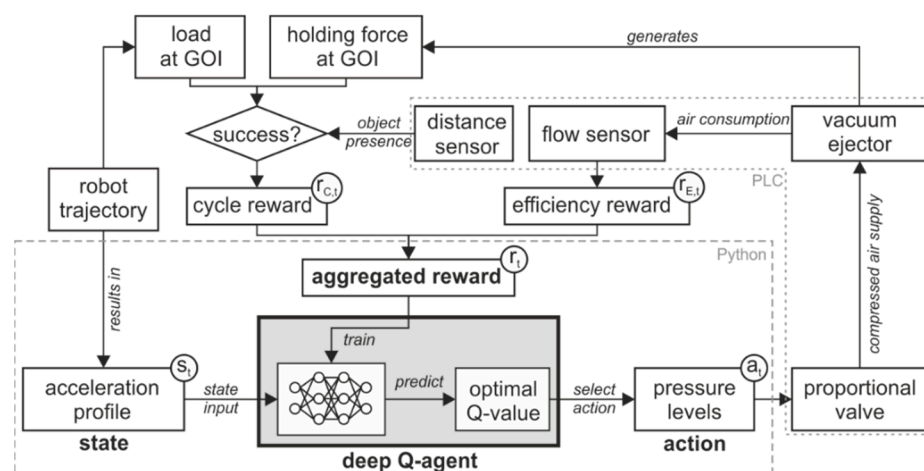 load
at GOI
holding force
at GOI
generates
success?
object
presence
distance
sensor
flow sensor
air consumption
vacuum
ejector
PLC
robot
trajectory
cycle reward
r_C,t
efficiency reward
r_E,t
compressed air supply
Python
aggregated reward
r_t
results in
train
acceleration
profile
s_t
state
state
input
predict
optimal
Q-value
select
action
pressure
levels
a_t
action
proportional
valve
deep Q-agent